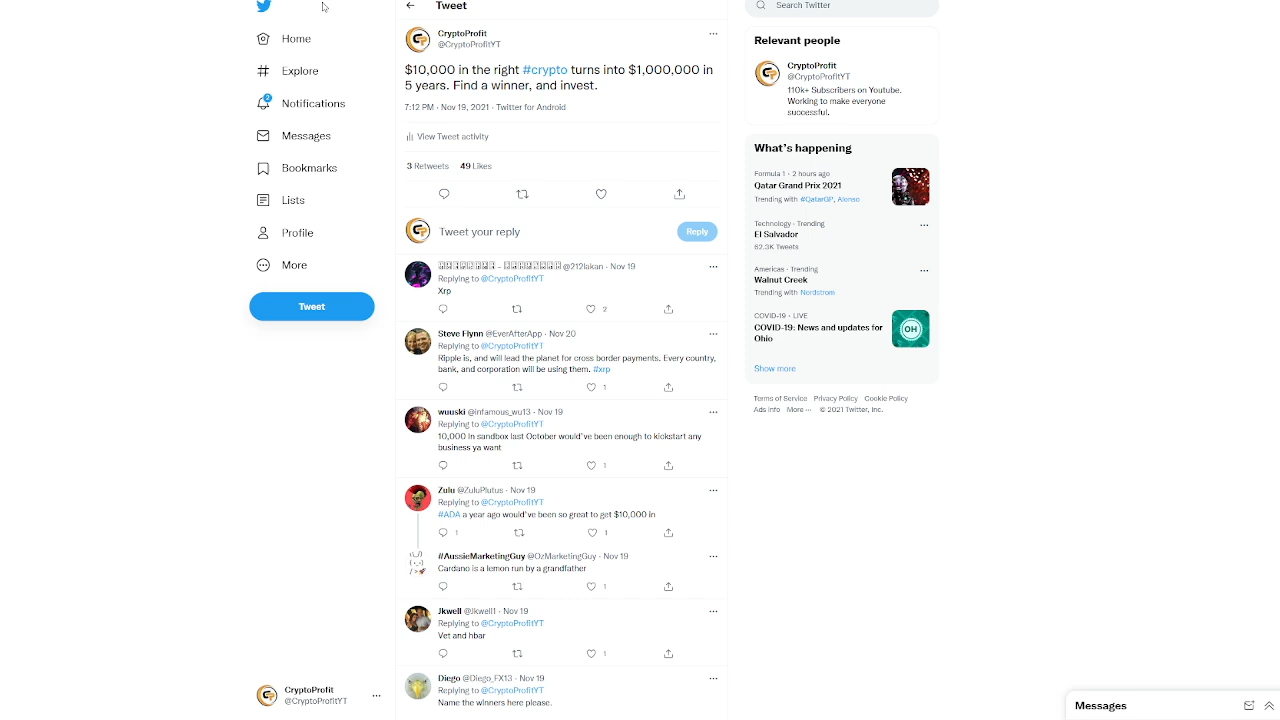 Home
Explore
2
Notifications
Messages
Bookmarks
Lists
Profile
More
Tweet
CryptoProfit
@CryptoProfitYT
Tweet
CryptoProfit
@CryptoProfitYT
$10,000 in the right #crypto turns into $1,000,000 in
5 years. Find a winner, and invest.
7:12 PM · Nov 19, 2021 · Twitter for Android
View Tweet activity
3 Retweets 49 Likes
Tweet your reply
Reply
@212lakan · Nov 19
Replying to @CryptoProfitYT
Xrp
2
Steve Flynn @EverAfterApp · Nov 20
Replying to @CryptoProfitYT
Ripple is, and will lead the planet for cross border payments. Every country,
bank, and corporation will be using them. #xrp
1
wuuski @infamous_wu13 · Nov 19
Replying to @CryptoProfitYT
10,000 In sandbox last October would've been enough to kickstart any
business ya want
1
Zulu @ZuluPlutus · Nov 19
Replying to @CryptoProfitYT
#ADA a year ago would've been so great to get $10,000 in
1 1
#AussieMarketingGuy @OzMarketingGuy · Nov 19
Cardano is a lemon run by a grandfather
1
Jkwell @Jkwell1 · Nov 19
Replying to @CryptoProfitYT
Vet and hbar
1
Diego @Diego_FX13 · Nov 19
Replying to @CryptoProfitYT
Name the winners here please.
Search Twitter
Relevant people
CryptoProfit
@CryptoProfitYT
110k+ Subscribers on Youtube.
Working to make everyone
successful.
What's happening
Formula 1 · 2 hours ago
Qatar Grand Prix 2021
Trending with #QatarGP, Alonso
Technology · Trending
El Salvador
62.3K Tweets
Americas · Trending
Walnut Creek
Trending with Nordstrom
COVID-19 · LIVE
COVID-19: News and updates for
Ohio
OH
Show more
Terms of Service Privacy Policy Cookie Policy
Ads info More ··· © 2021 Twitter, Inc.
Messages